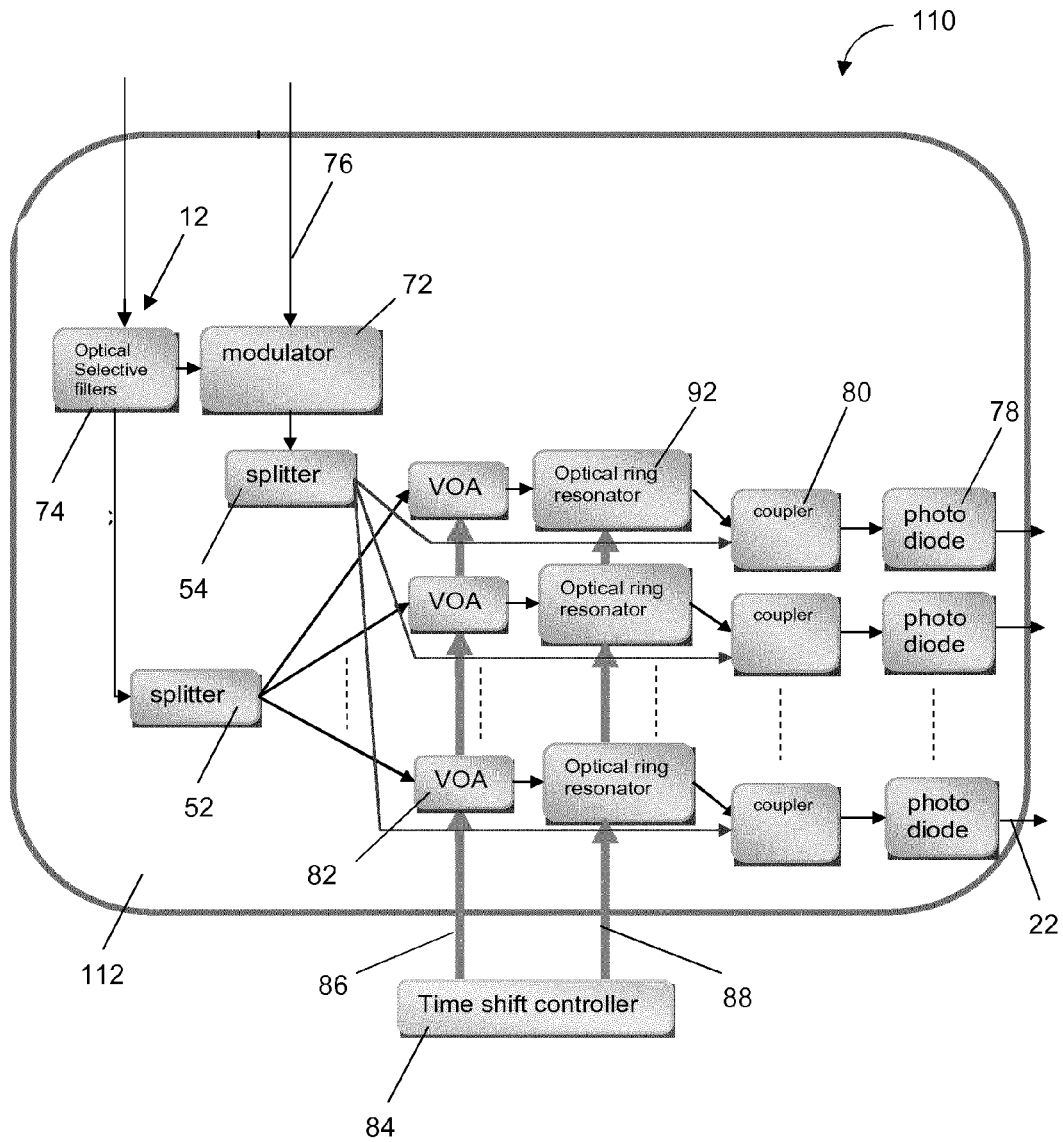 110
76
12
72
Optical
Selective
filters
modulator
92
80
78
74
splitter
VOA
Optical ring
resonator
coupler
photo
diode
54
VOA
Optical ring
resonator
coupler
photo
diode
splitter
52
VOA
Optical ring
resonator
coupler
photo
diode
82
22
112
86
88
Time shift controller
84